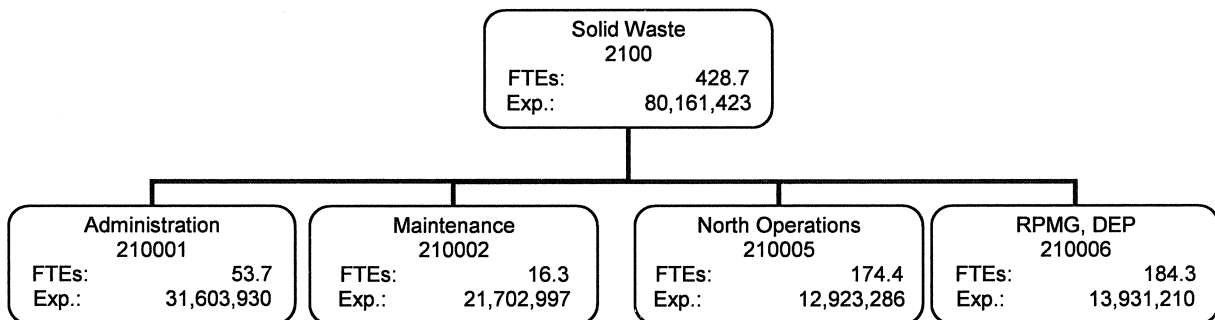 Solid Waste
2100
FTEs: 428.7
Exp.: 80,161,423
Administration
210001
FTEs: 53.7
Exp.: 31,603,930
Maintenance
210002
FTEs: 16.3
Exp.: 21,702,997
North Operations
210005
FTEs: 174.4
Exp.: 12,923,286
RPMG, DEP
210006
FTEs: 184.3
Exp.: 13,931,210